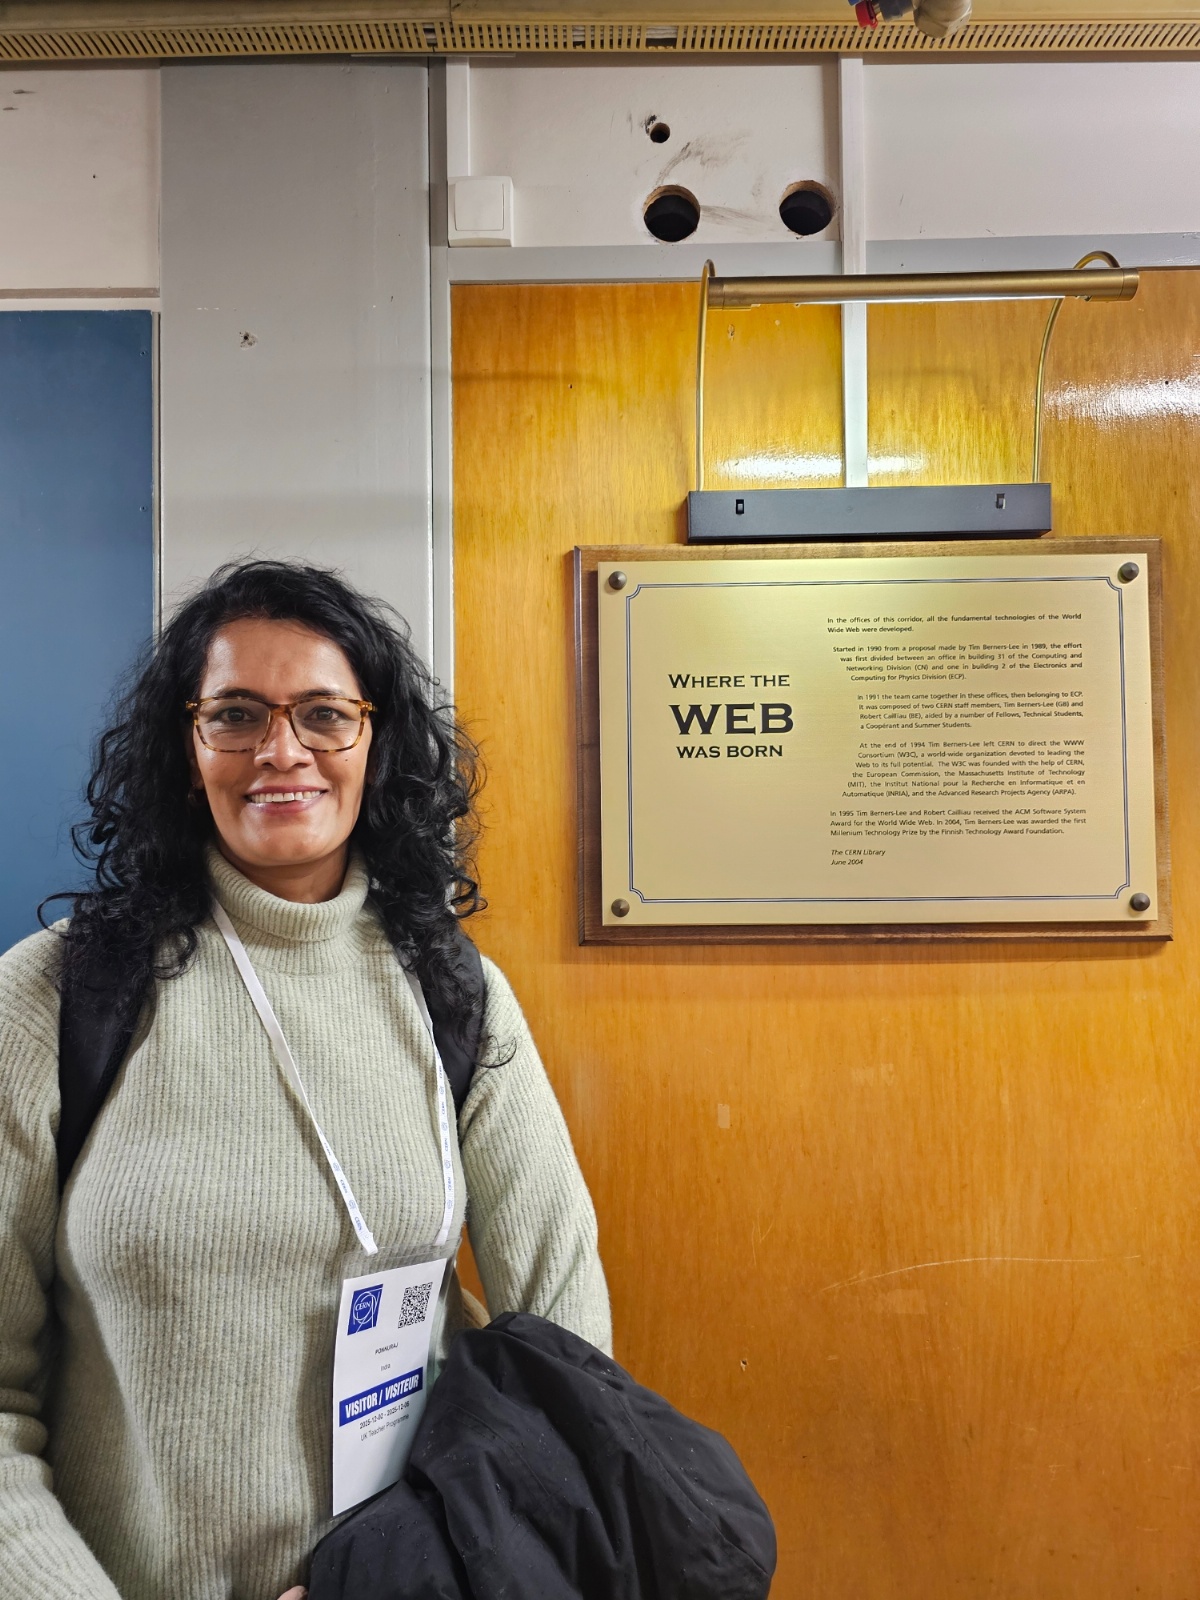 WHERE THE
WEB
WAS BORN
In the offices of this corridor, all the fundamental technologies of the World
Wide Web were developed.
Started in 1990 from a proposal made by Tim Berners-Lee in 1989, the effort
was first divided between an office in building 31 of the Computing and
Networking Division (CN) and one in building 2 of the Electronics and
Computing for Physics Division (ECP).
In 1991 the team came together in these offices, then belonging to ECP.
It was composed of two CERN staff members, Tim Berners-Lee (GB) and
Robert Cailliau (BE), aided by a number of Fellows, Technical Students,
a Coopérant and Summer Students.
At the end of 1994 Tim Berners-Lee left CERN to direct the WWW
Consortium (W3C), a world-wide organization devoted to leading the
Web to its full potential. The W3C was founded with the help of CERN,
the European Commission, the Massachusetts Institute of Technology
(MIT), the Institut National pour la Recherche en Informatique et en
Automatique (INRIA), and the Advanced Research Projects Agency (ARPA).
In 1995 Tim Berners-Lee and Robert Cailliau received the ACM Software System
Award for the World Wide Web. In 2004, Tim Berners-Lee was awarded the first
Millenium Technology Prize by the Finnish Technology Award Foundation.
The CERN Library
June 2004
CERN
India
VISITOR / VISITEUR
UK Teacher Programme